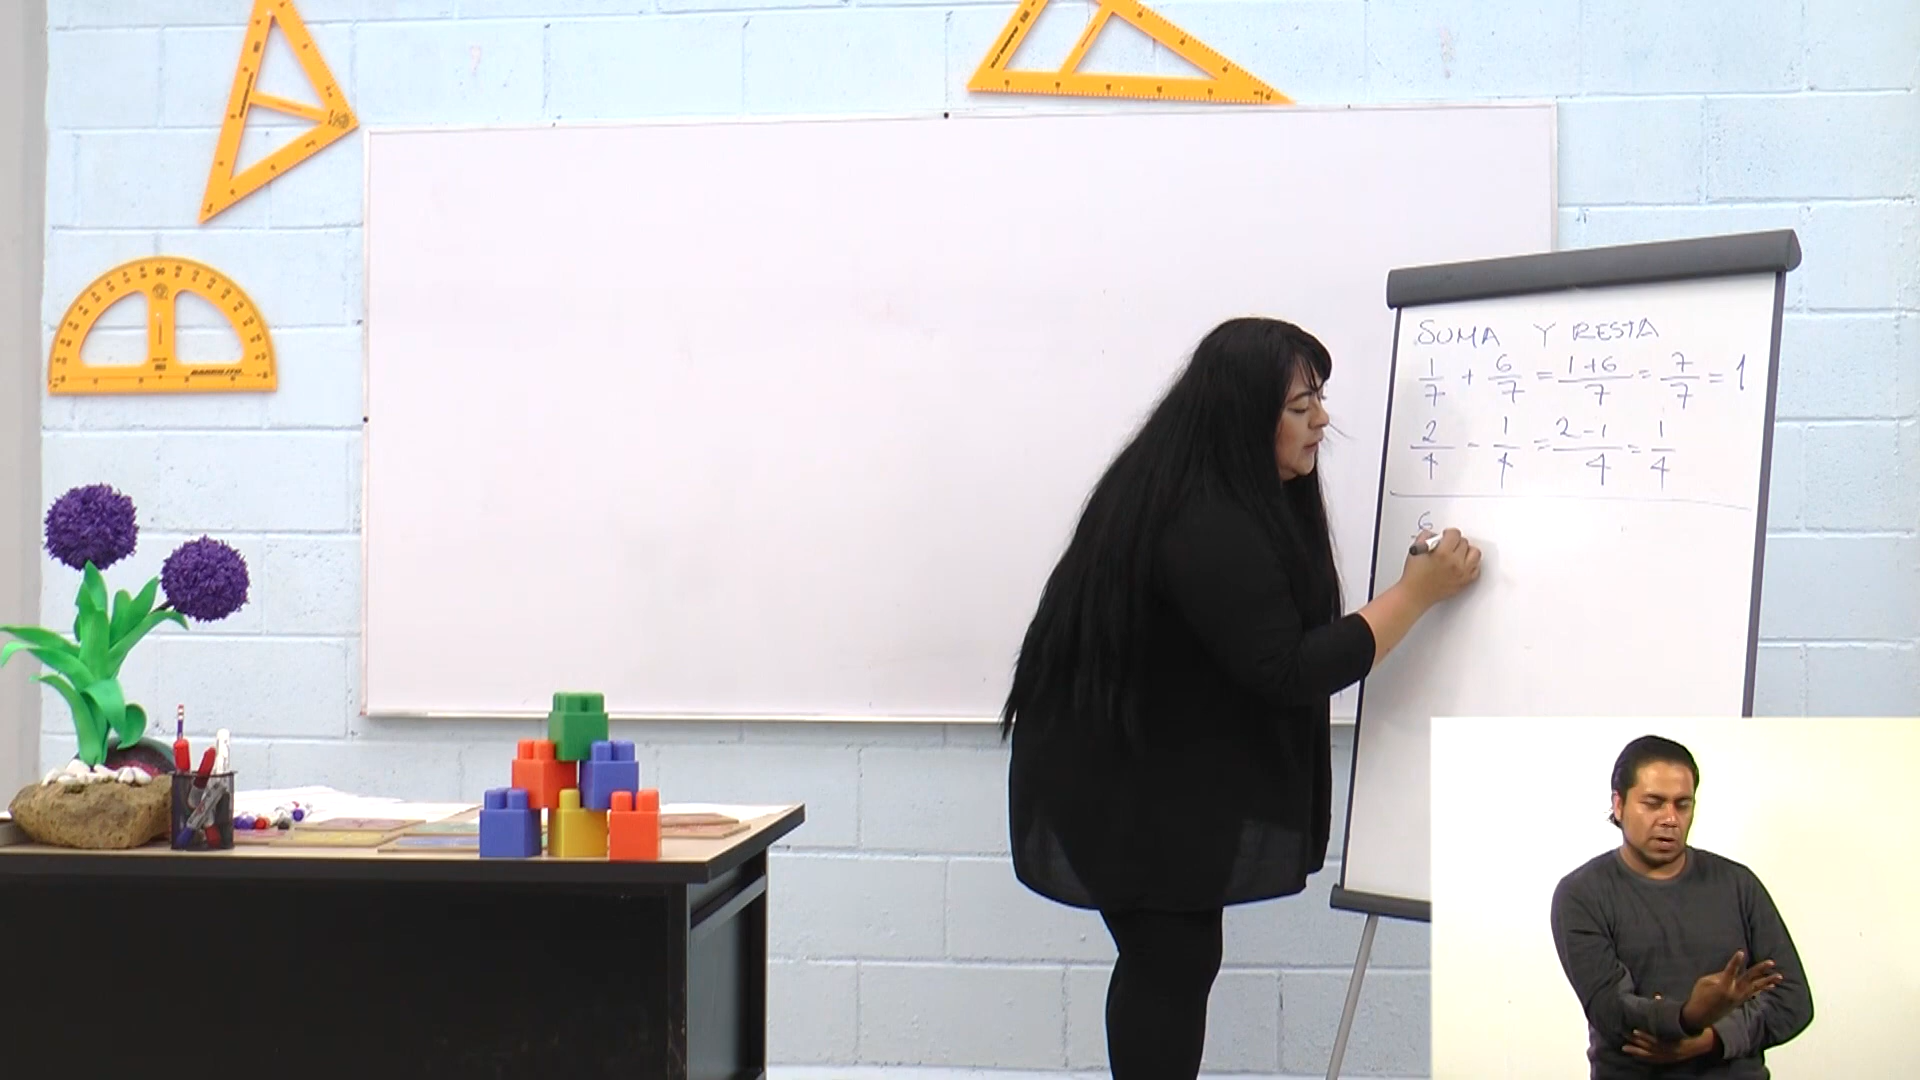 SUMA Y RESTA
1/7 + 6/7 = 1+6/7 = 7/7 = 1
2/4 - 1/4 = 2-1/4 = 1/4
6